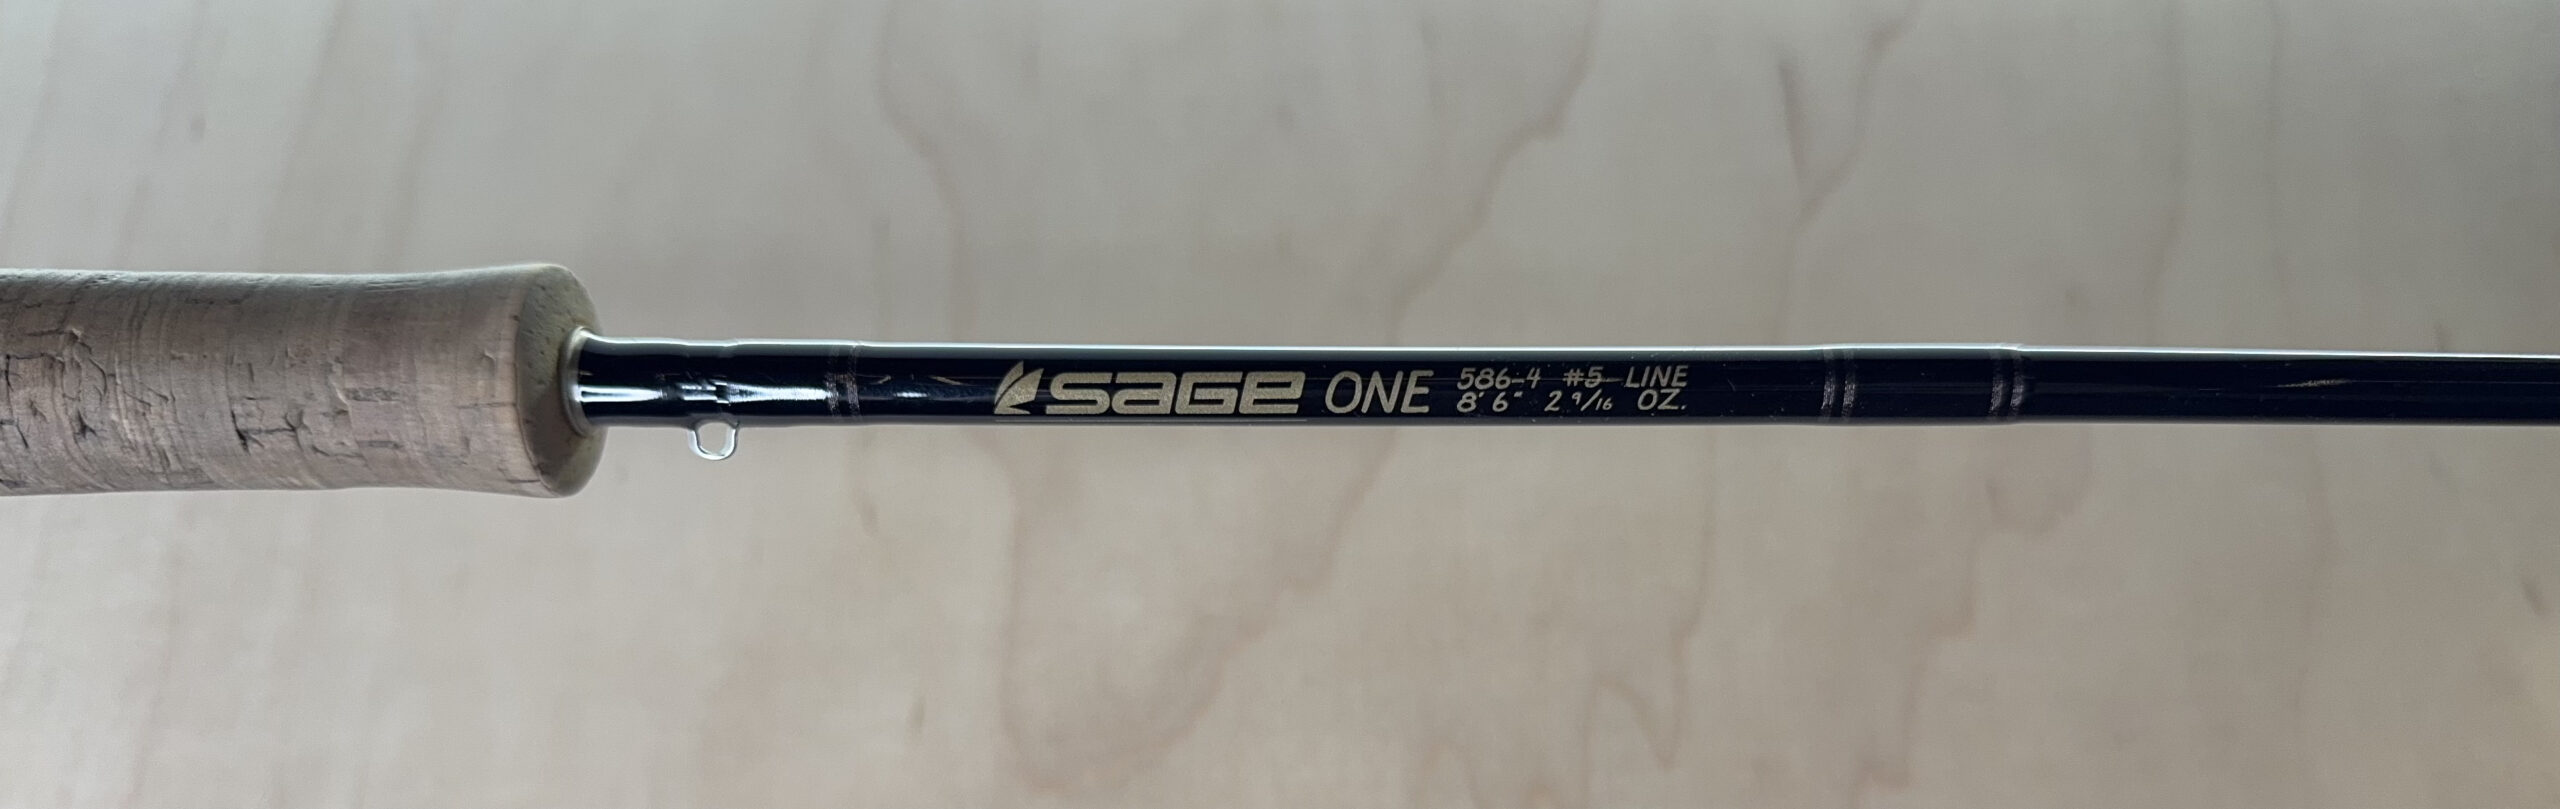 SAGE ONE 586-4 #5 LINE
8' 6" 2 9/16 OZ.